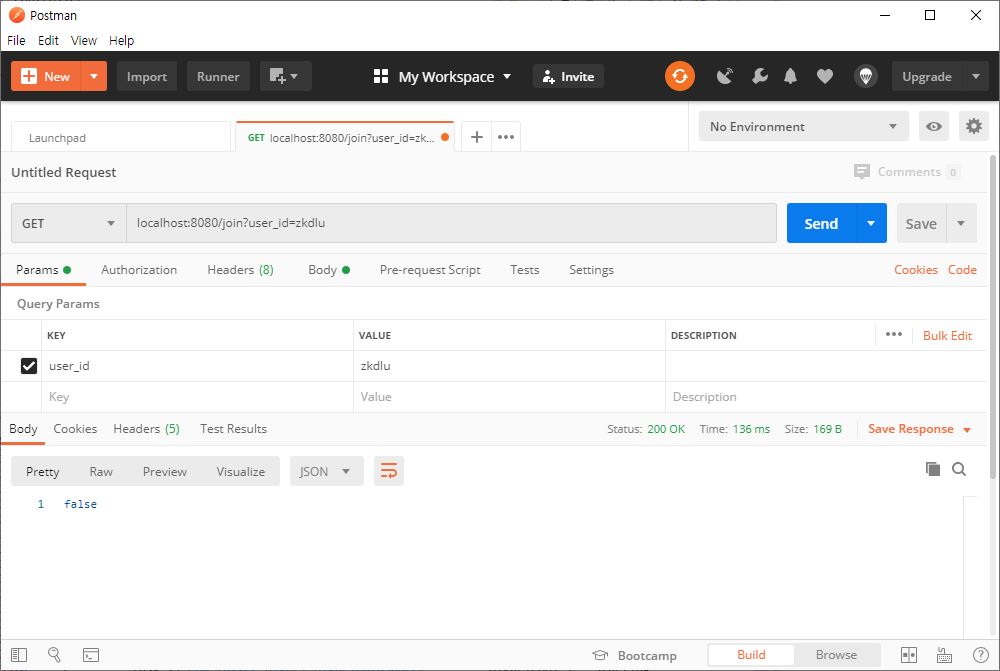 Postman
File Edit View Help
New Import Runner My Workspace Invite Upgrade
Launchpad GET localhost:8080/join?user_id=zk... No Environment
Untitled Request Comments 0
GET localhost:8080/join?user_id=zkdlu Send Save
Params Authorization Headers (8) Body Pre-request Script Tests Settings Cookies Code
Query Params
KEY VALUE DESCRIPTION Bulk Edit
user_id zkdlu
Key Value Description
Body Cookies Headers (5) Test Results Status: 200 OK Time: 136 ms Size: 169 B Save Response
Pretty Raw Preview Visualize JSON
1 false
Bootcamp Build Browse